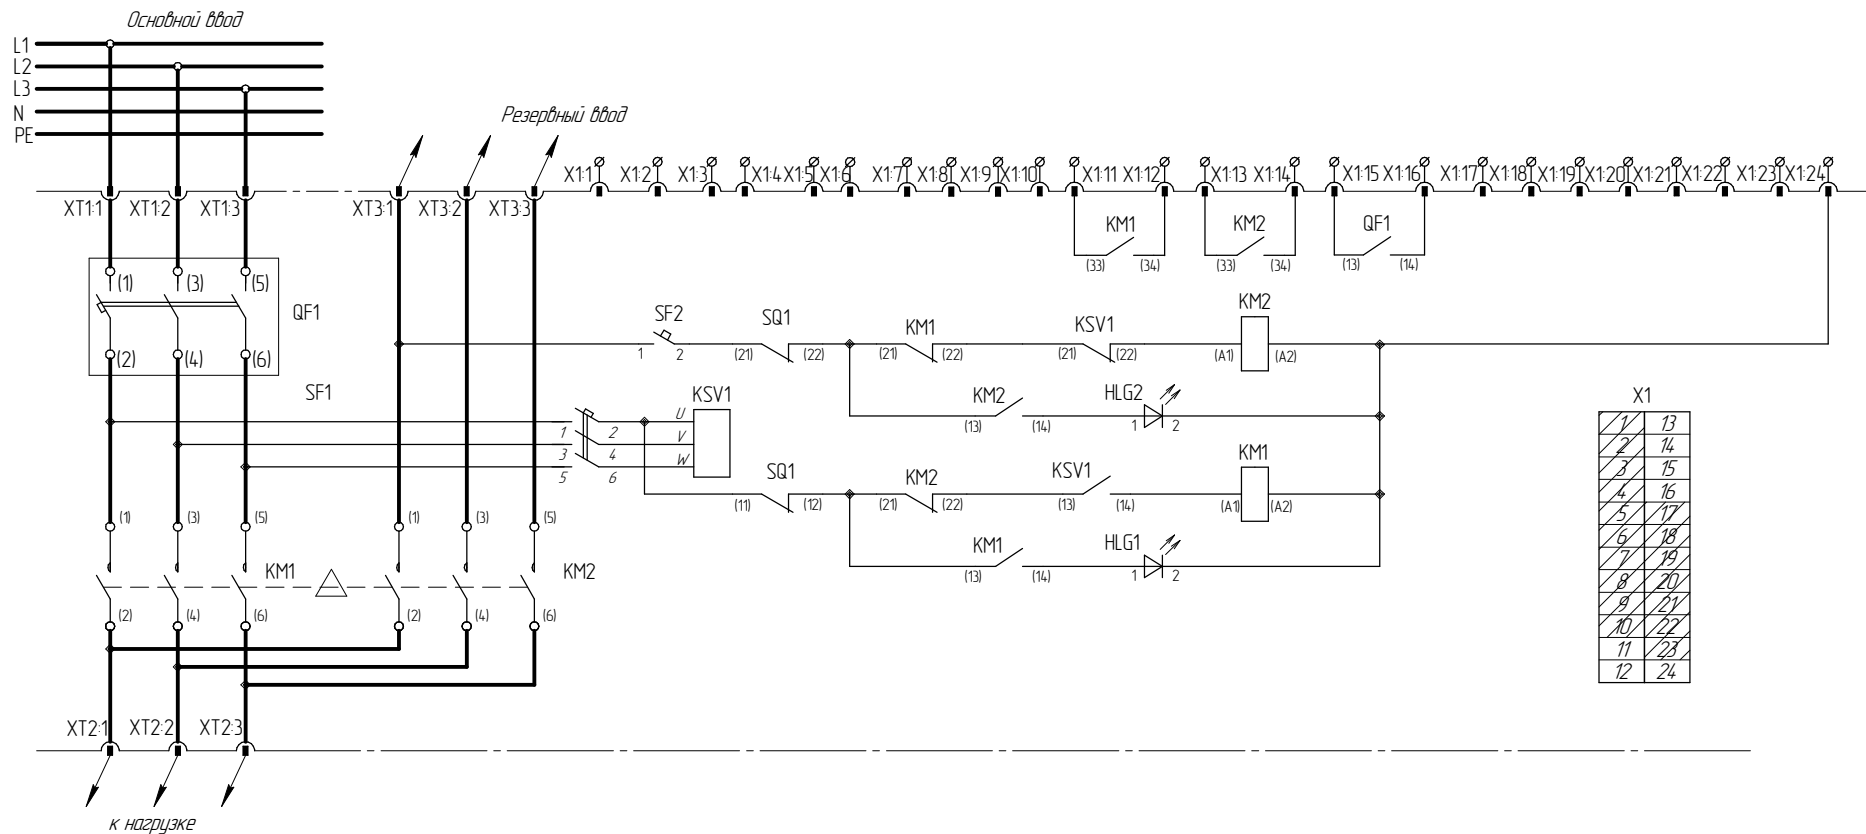 Основной ввод
L1
L2
L3
N
PE
Резервный ввод
X1:1 X1:2 X1:3 X1:4 X1:5 X1:6 X1:7 X1:8 X1:9 X1:10 X1:11 X1:12 X1:13 X1:14 X1:15 X1:16 X1:17 X1:18 X1:19 X1:20 X1:21 X1:22 X1:23 X1:24
XT1:1 XT1:2 XT1:3 XT3:1 XT3:2 XT3:3
KM1 KM2 QF1
(33) (34) (33) (34) (13) (14)
(1) (3) (5)
QF1
(2) (4) (6)
SF2 SQ1 KM1 KSV1 KM2
1 2 (21) (22) (21) (22) (21) (22) (A1) (A2)
SF1 KSV1 KM2 HLG2
(13) (14) 1 2
U
1 2
V
3 4
W
5 6
SQ1 KM2 KSV1 KM1
(11) (12) (21) (22) (13) (14) (A1) (A2)
(1) (3) (5) (1) (3) (5)
KM1 KM2
KM1 HLG1
(13) (14) 1 2
(2) (4) (6) (2) (4) (6)
X1
1 13
2 14
3 15
4 16
5 17
6 18
7 19
8 20
9 21
10 22
11 23
12 24
XT2:1 XT2:2 XT2:3
к нагрузке